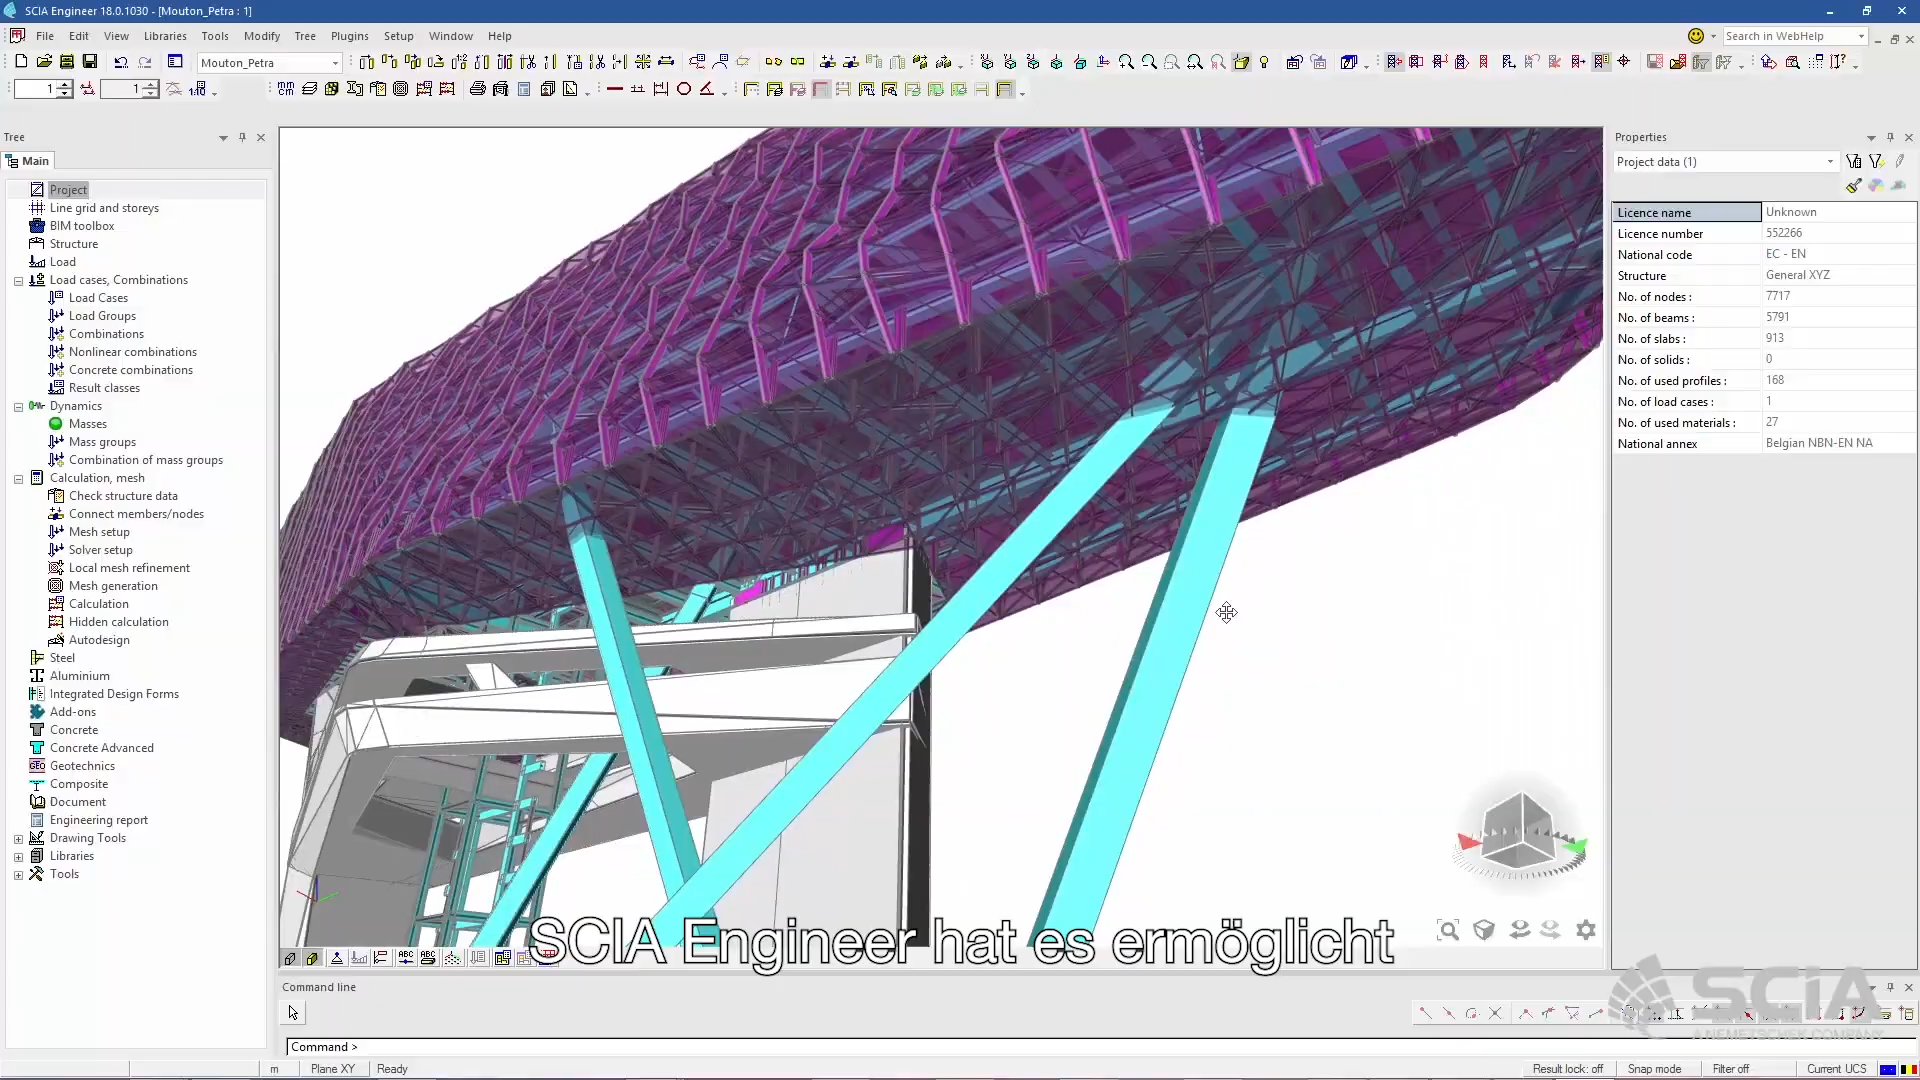 SCIA Engineer 18.0.1030 - [Mouton_Petra : 1]
File Edit View Libraries Tools Modify Tree Plugins Setup Window Help
Search in WebHelp
Mouton_Petra
1
1
Tree
Main
Project
Line grid and storeys
BIM toolbox
Structure
Load
Load cases, Combinations
Load Cases
Load Groups
Combinations
Nonlinear combinations
Concrete combinations
Result classes
Dynamics
Masses
Mass groups
Combination of mass groups
Calculation, mesh
Check structure data
Connect members/nodes
Mesh setup
Solver setup
Local mesh refinement
Mesh generation
Calculation
Hidden calculation
Autodesign
Steel
Aluminium
Integrated Design Forms
Add-ons
Concrete
Concrete Advanced
Geotechnics
Composite
Document
Engineering report
Drawing Tools
Libraries
Tools
Properties
Project data (1)
Licence name Unknown
Licence number 552266
National code EC - EN
Structure General XYZ
No. of nodes : 7717
No. of beams : 5791
No. of slabs : 913
No. of solids : 0
No. of used profiles : 168
No. of load cases : 1
No. of used materials : 27
National annex Belgian NBN-EN NA
SCIA Engineer hat es ermöglicht
Command line
Command >
SCIA
A NEMETSCHEK COMPANY
m Plane XY Ready
Result lock: off Snap mode Filter off Current UCS